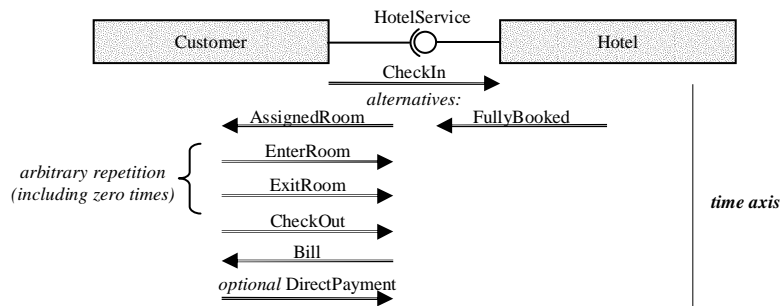 HotelService
Customer
Hotel
CheckIn
alternatives:
AssignedRoom
FullyBooked
EnterRoom
arbitrary repetition
(including zero times)
ExitRoom
time axis
CheckOut
Bill
optional DirectPayment